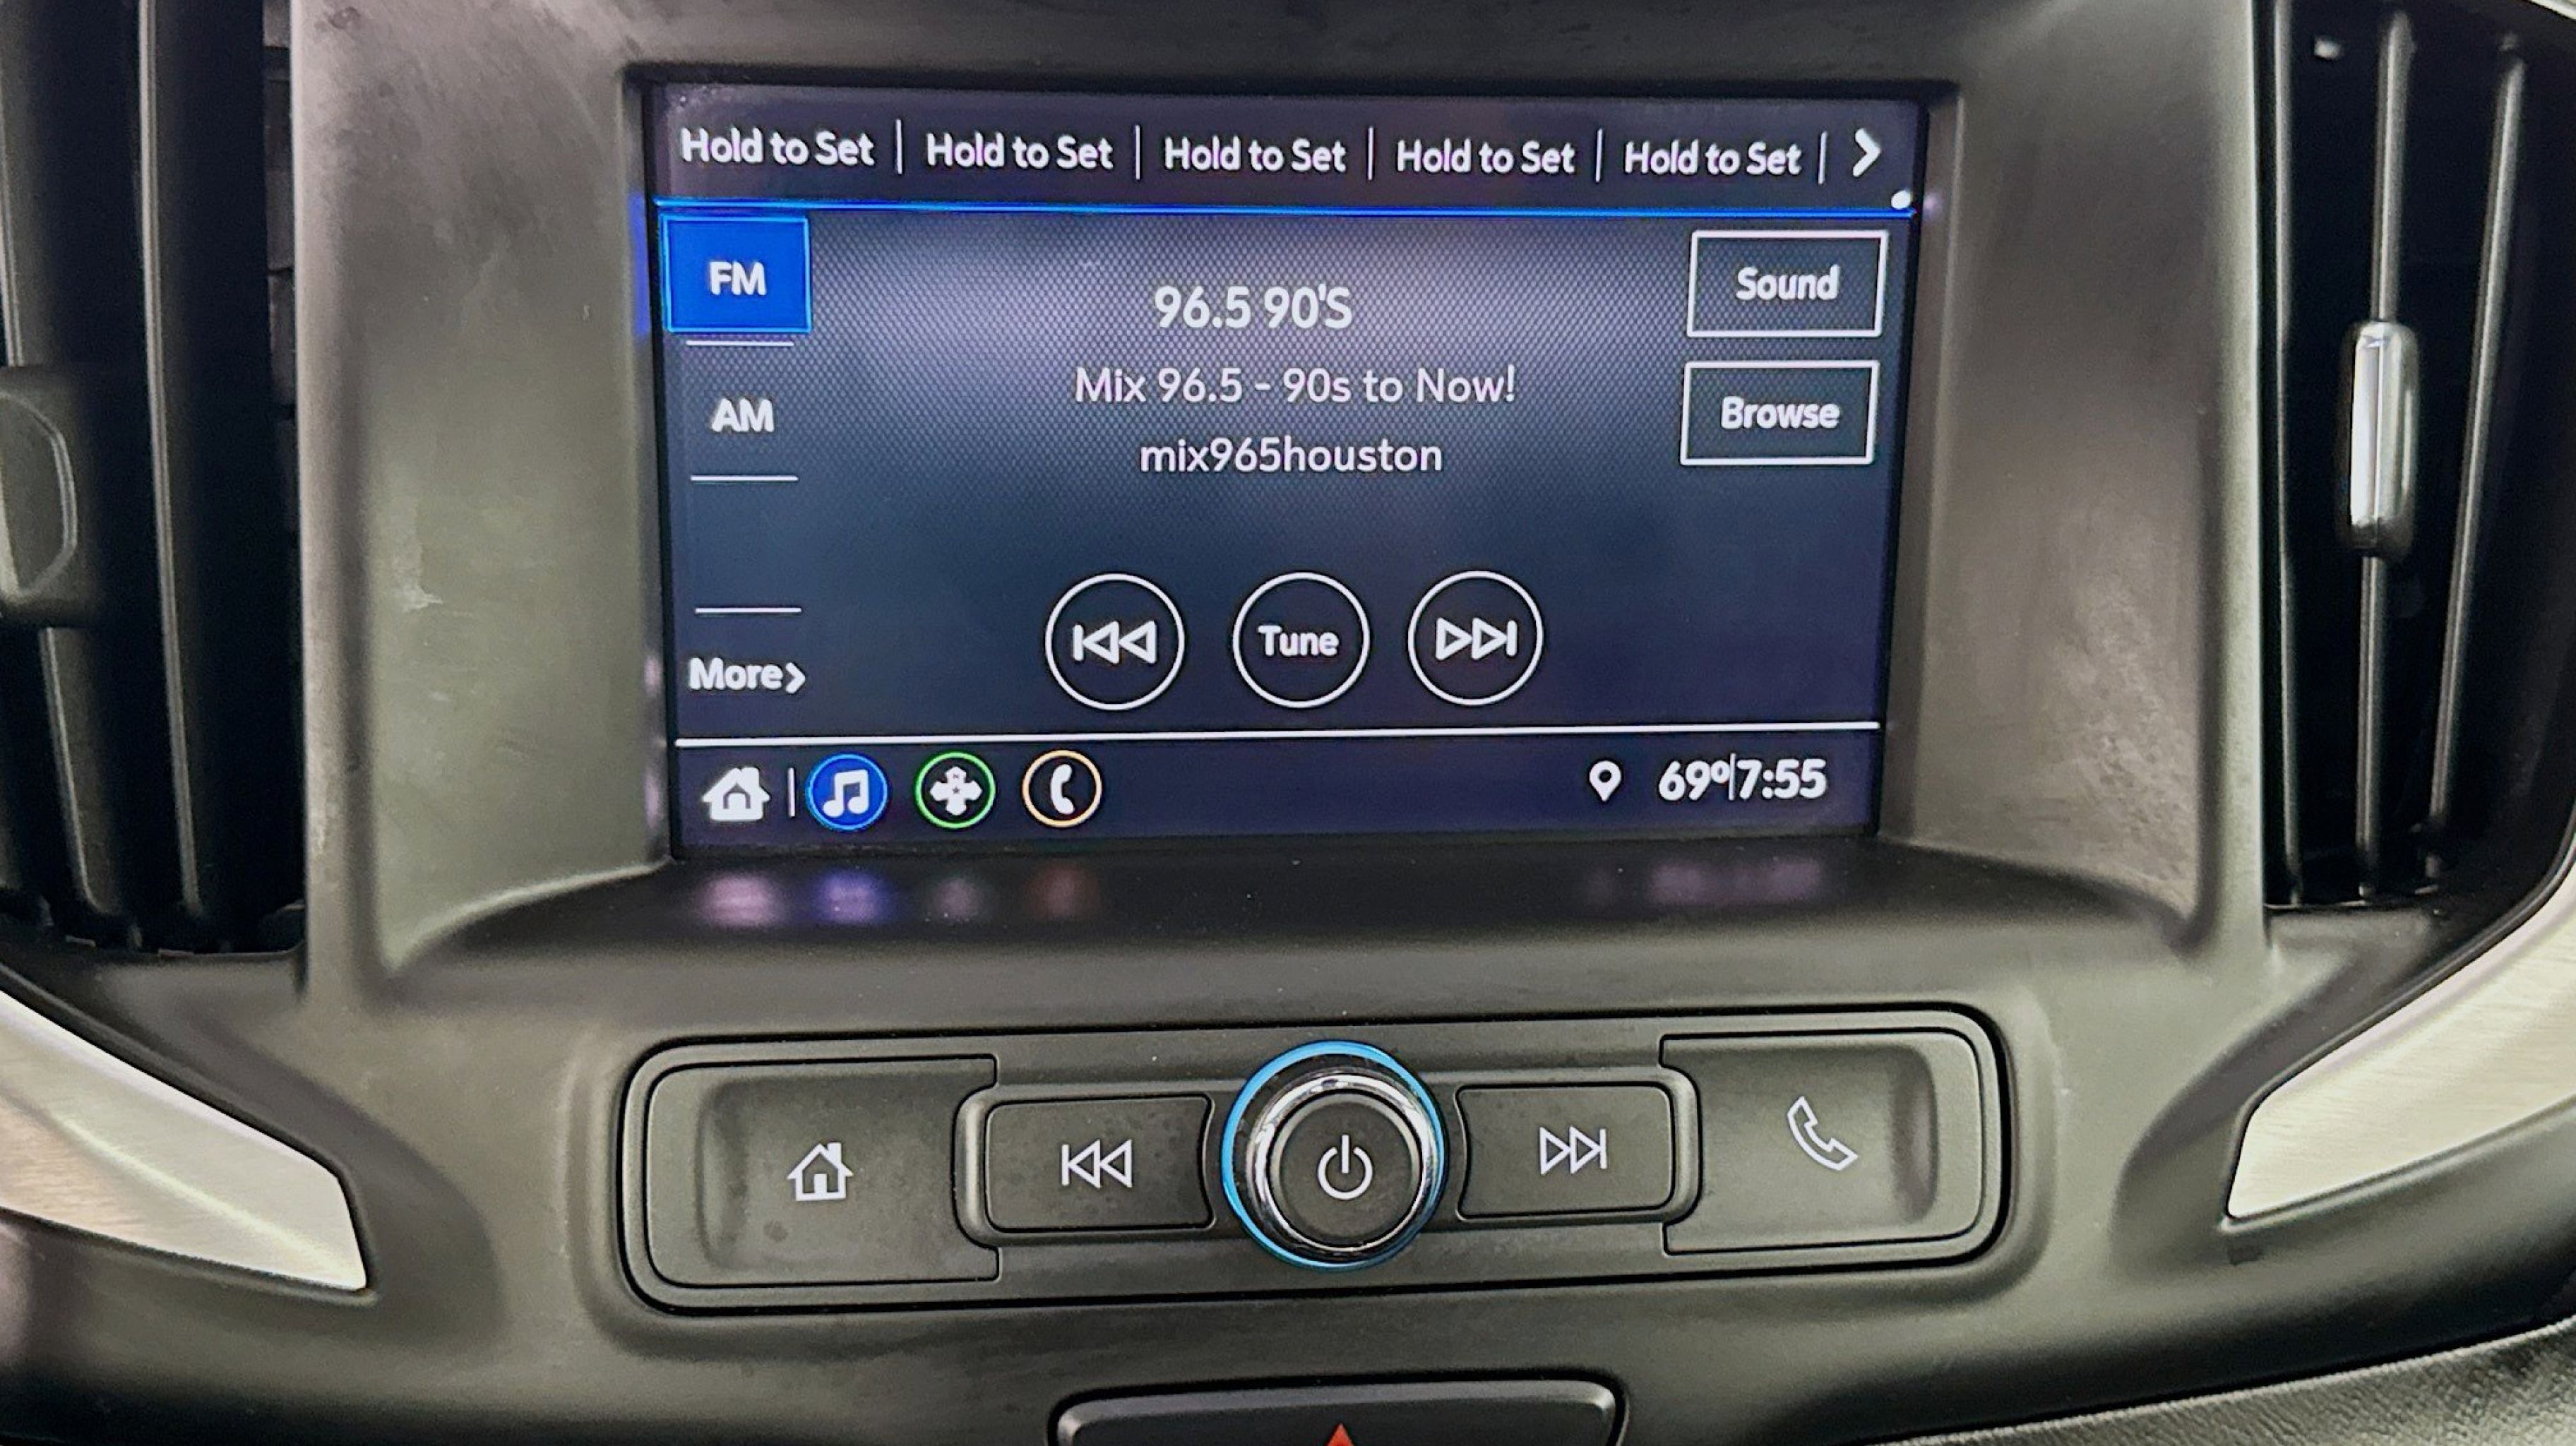 Hold to Set | Hold to Set | Hold to Set | Hold to Set | Hold to Set |
FM
Sound
96.5 90'S
Mix 96.5 - 90s to Now!
AM
Browse
mix965houston
Tune
More
69º|7:55